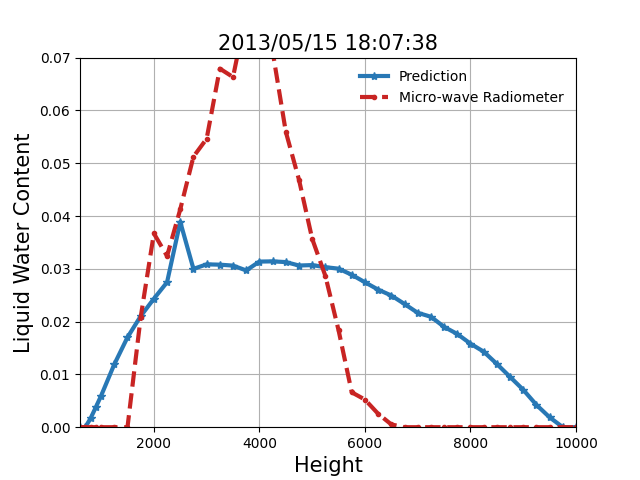 2013/05/15 18:07:38
Prediction
Micro-wave Radiometer
Liquid Water Content
0.07
0.06
0.05
0.04
0.03
0.02
0.01
0.00
2000 4000 6000 8000 10000
Height